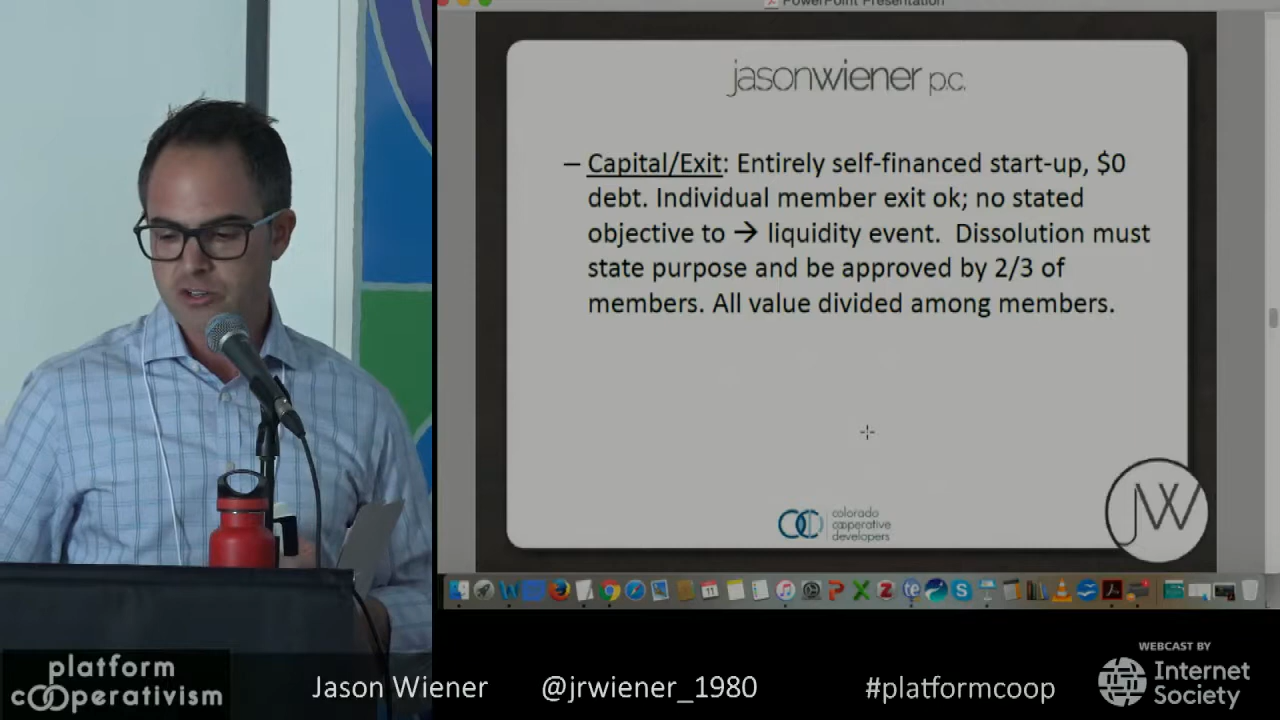 PowerPoint Presentation
jasonwiener p.c.
– Capital/Exit: Entirely self-financed start-up, $0
debt. Individual member exit ok; no stated
objective to → liquidity event.  Dissolution must
state purpose and be approved by 2/3 of
members. All value divided among members.
colorado
cooperative
developers
JW
platform
cooperativism
Jason Wiener
@jrwiener_1980
#platformcoop
WEBCAST BY
Internet
Society